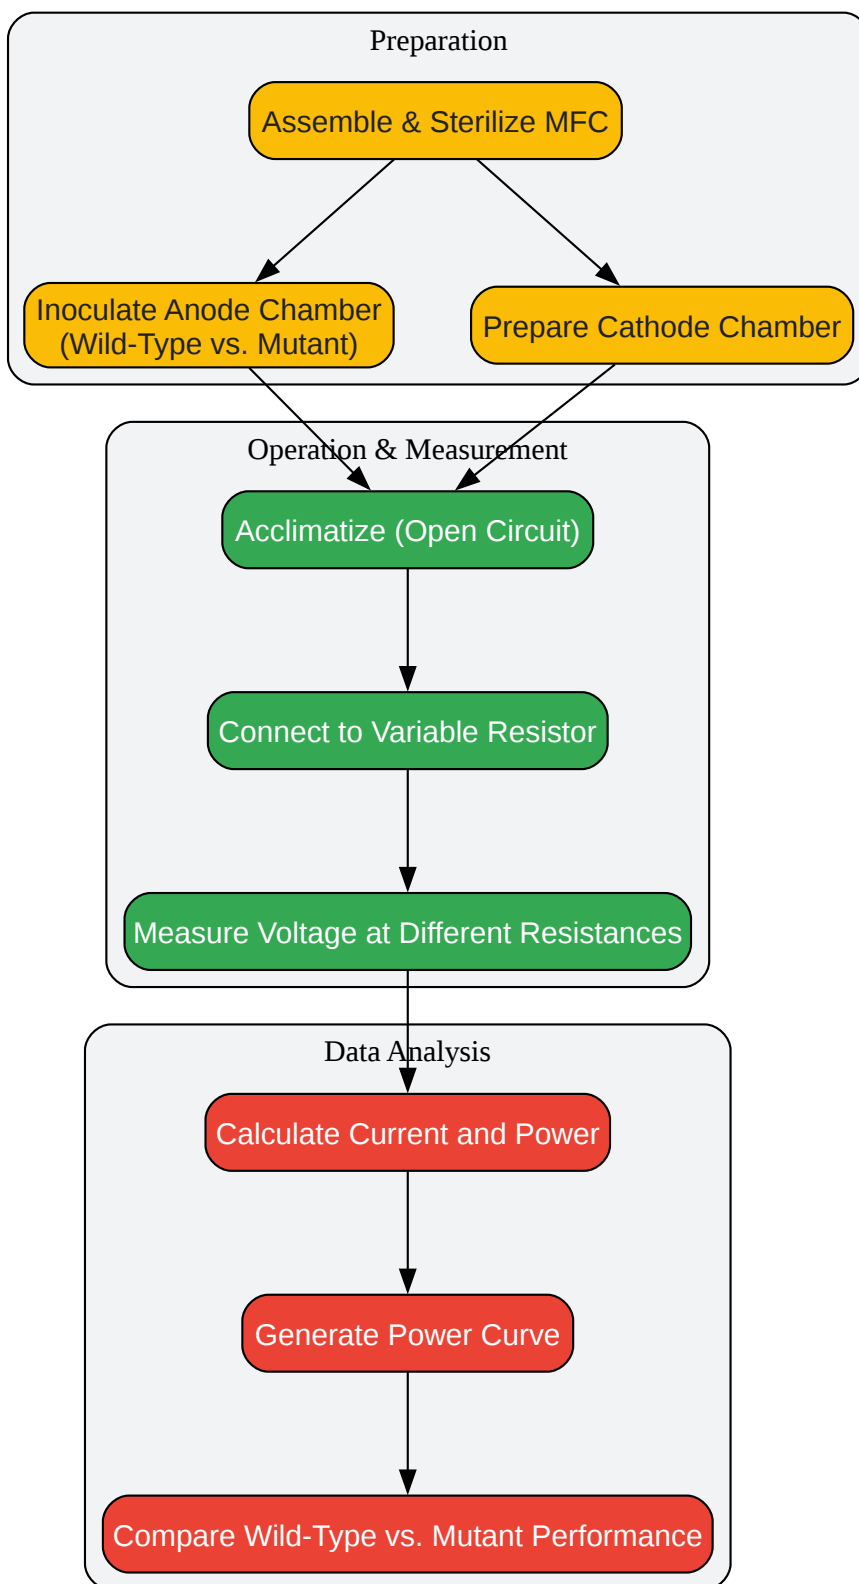 Preparation
Assemble & Sterilize MFC
Inoculate Anode Chamber
(Wild-Type vs. Mutant)
Prepare Cathode Chamber
Operation & Measurement
Acclimatize (Open Circuit)
Connect to Variable Resistor
Measure Voltage at Different Resistances
Data Analysis
Calculate Current and Power
Generate Power Curve
Compare Wild-Type vs. Mutant Performance